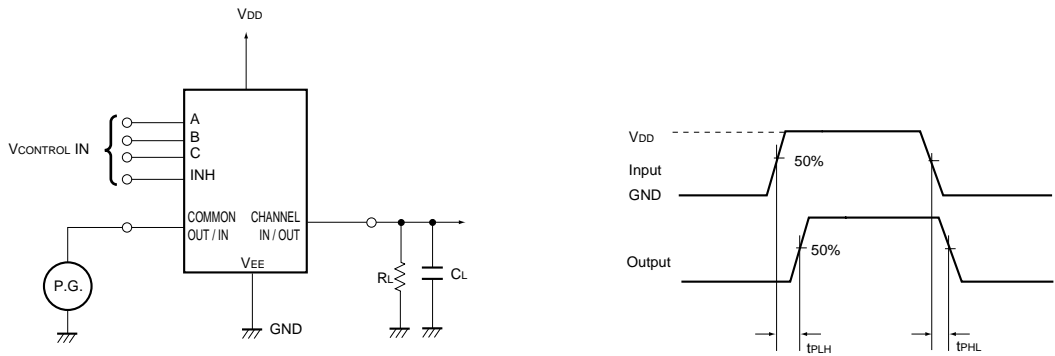 VDD
A
B
VCONTROL IN
C
INH
COMMON
OUT / IN
CHANNEL
IN / OUT
VEE
P.G.
RL
CL
GND
VDD
50%
Input
GND
50%
Output
tPLH
tPHL